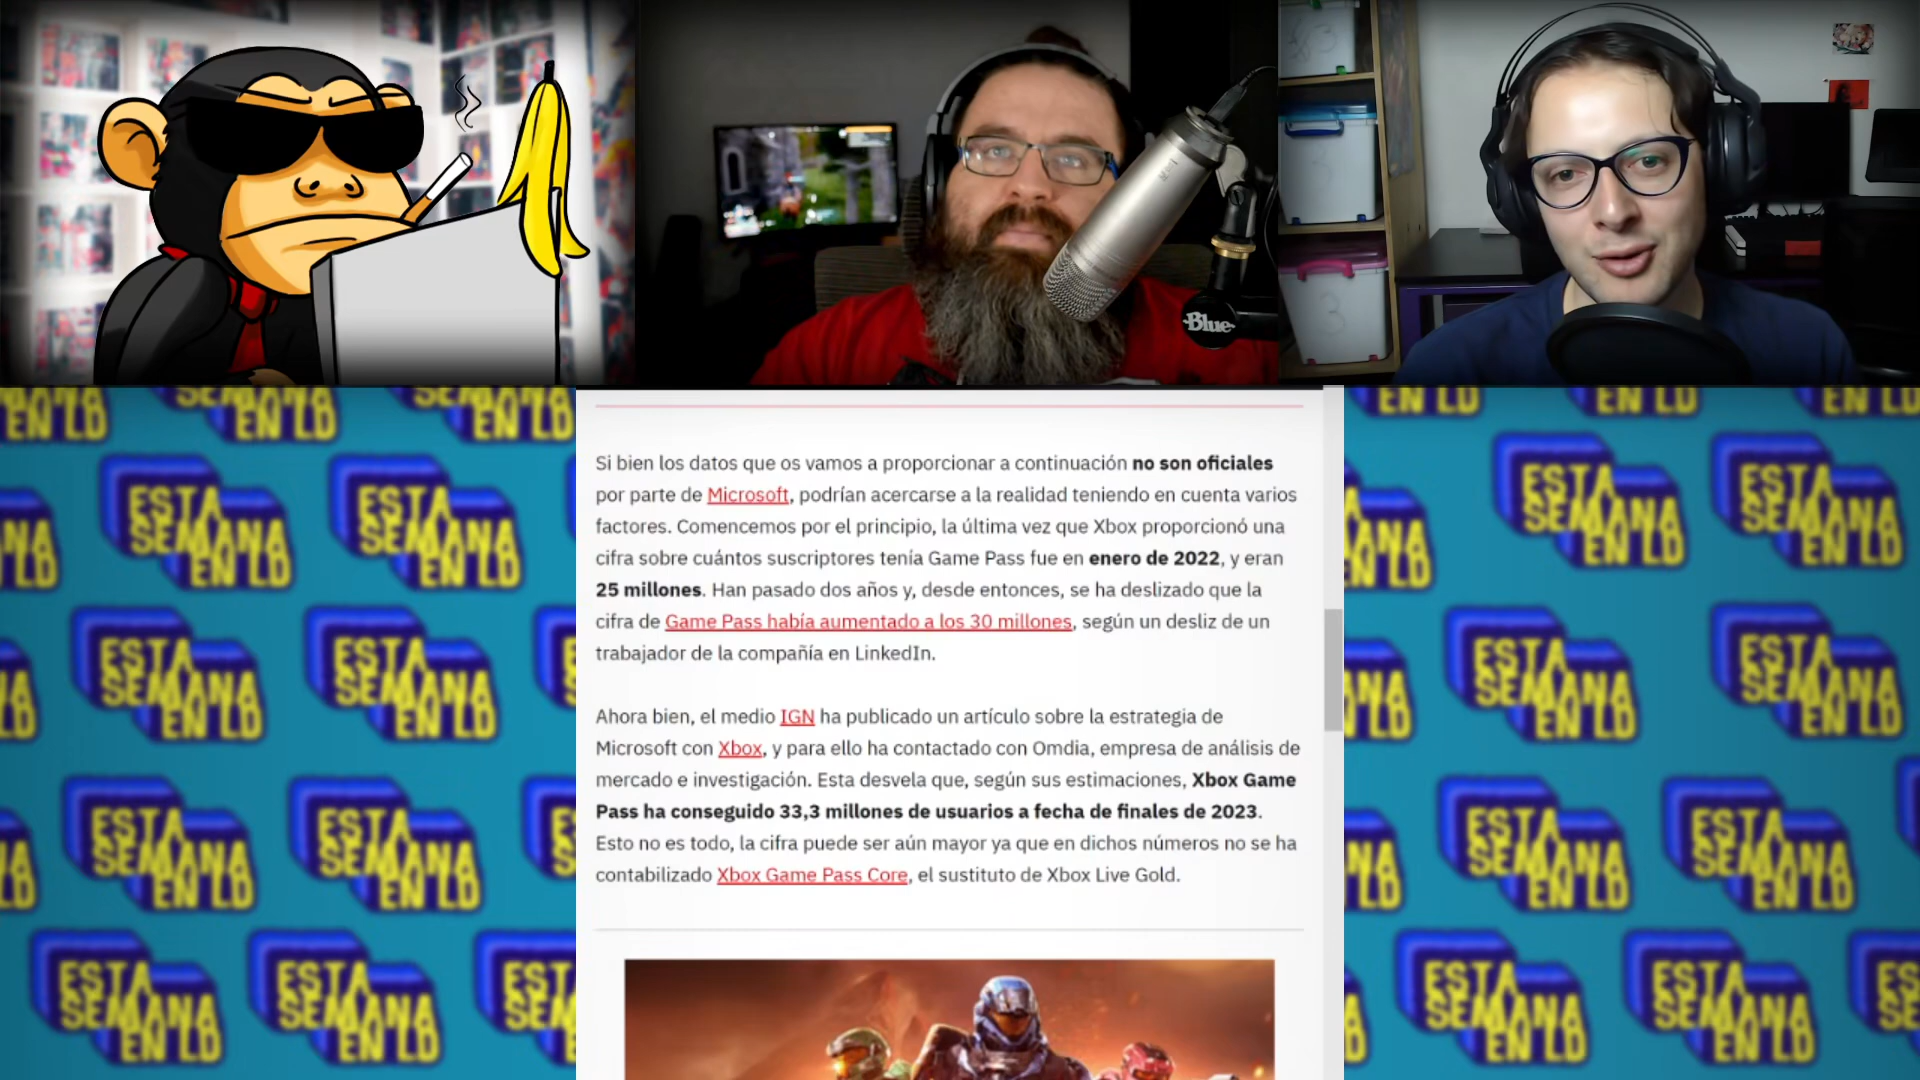 Blue
Si bien los datos que os vamos a proporcionar a continuación no son oficiales
por parte de Microsoft, podrían acercarse a la realidad teniendo en cuenta varios
factores. Comencemos por el principio, la última vez que Xbox proporcionó una
cifra sobre cuántos suscriptores tenía Game Pass fue en enero de 2022, y eran
25 millones. Han pasado dos años y, desde entonces, se ha deslizado que la
cifra de Game Pass había aumentado a los 30 millones, según un desliz de un
trabajador de la compañía en LinkedIn.
Ahora bien, el medio IGN ha publicado un artículo sobre la estrategia de
Microsoft con Xbox, y para ello ha contactado con Omdia, empresa de análisis de
mercado e investigación. Esta desvela que, según sus estimaciones, Xbox Game
Pass ha conseguido 33,3 millones de usuarios a fecha de finales de 2023.
Esto no es todo, la cifra puede ser aún mayor ya que en dichos números no se ha
contabilizado Xbox Game Pass Core, el sustituto de Xbox Live Gold.
ESTA
SEMANA
EN LD